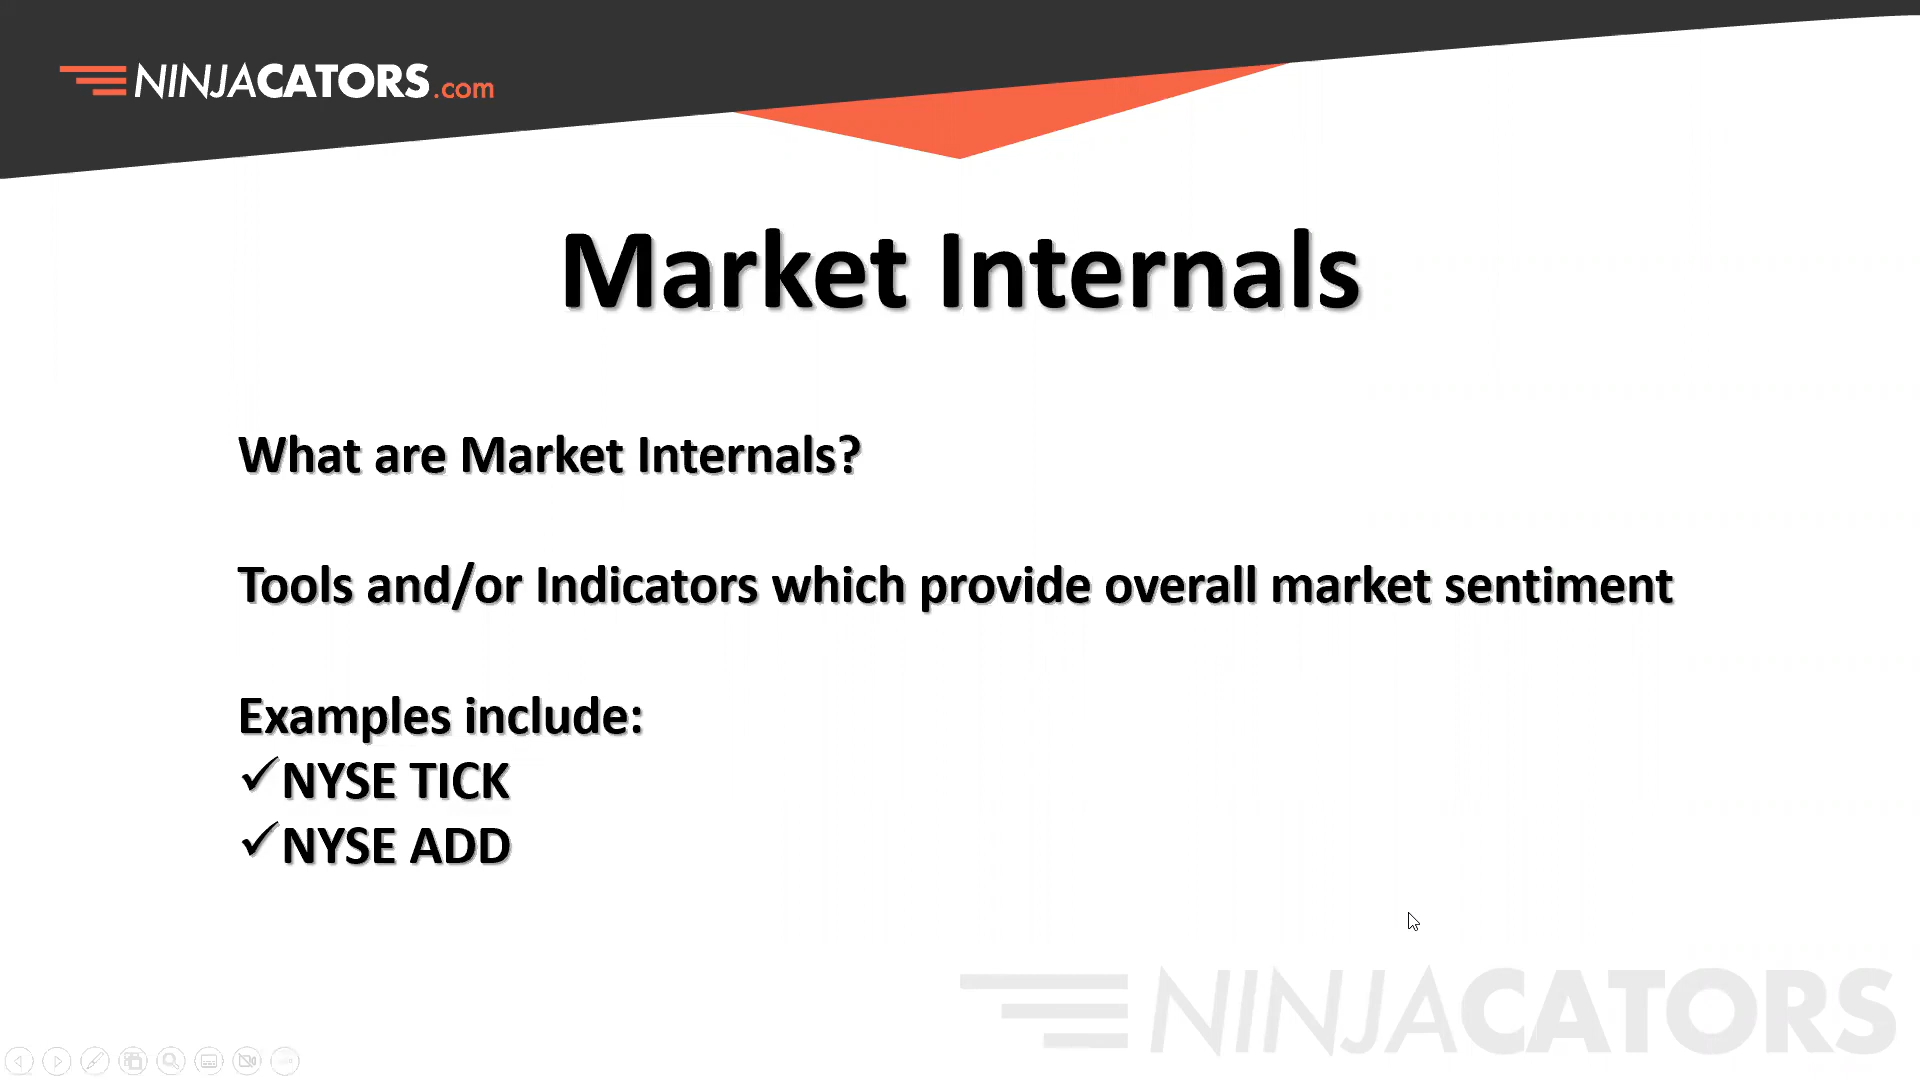 NINJACATORS.com
Market Internals
What are Market Internals?
Tools and/or Indicators which provide overall market sentiment
Examples include:
✓NYSE TICK
✓NYSE ADD
NINJACATORS